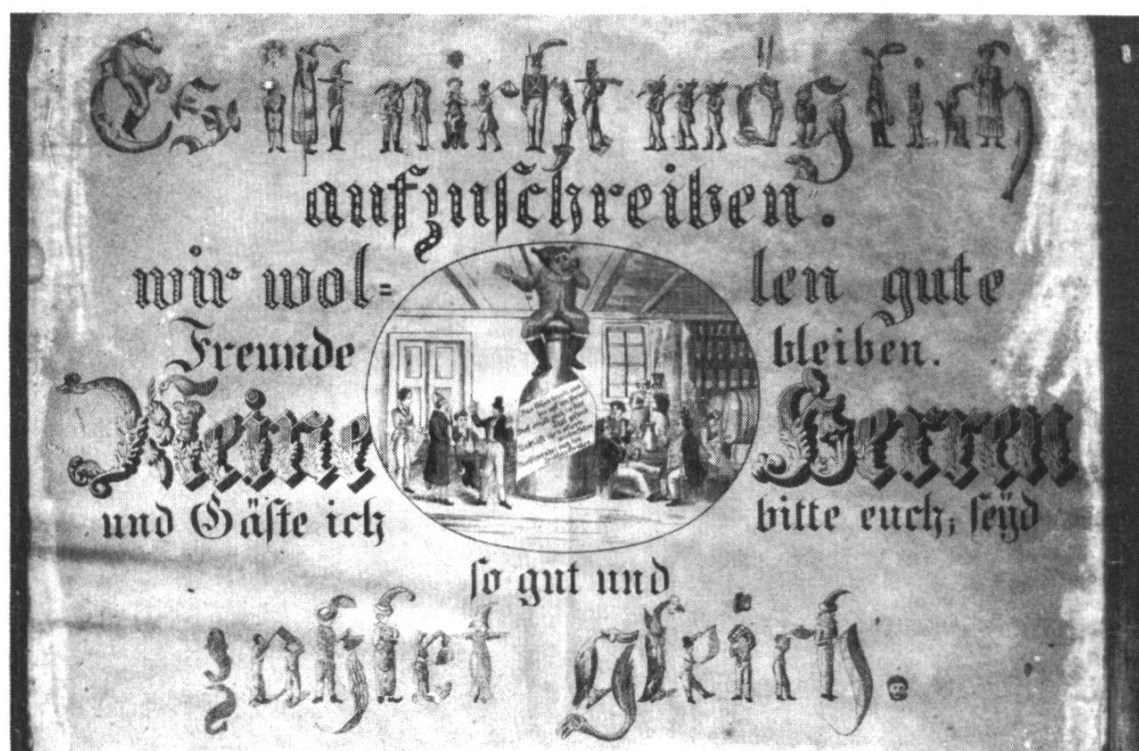 Es ist nicht möglich
aufzuschreiben.
wir wol= len gute
Freunde bleiben.
Meine Herren
und Gäste ich bitte euch, seÿd
so gut und
zahlet gleich.